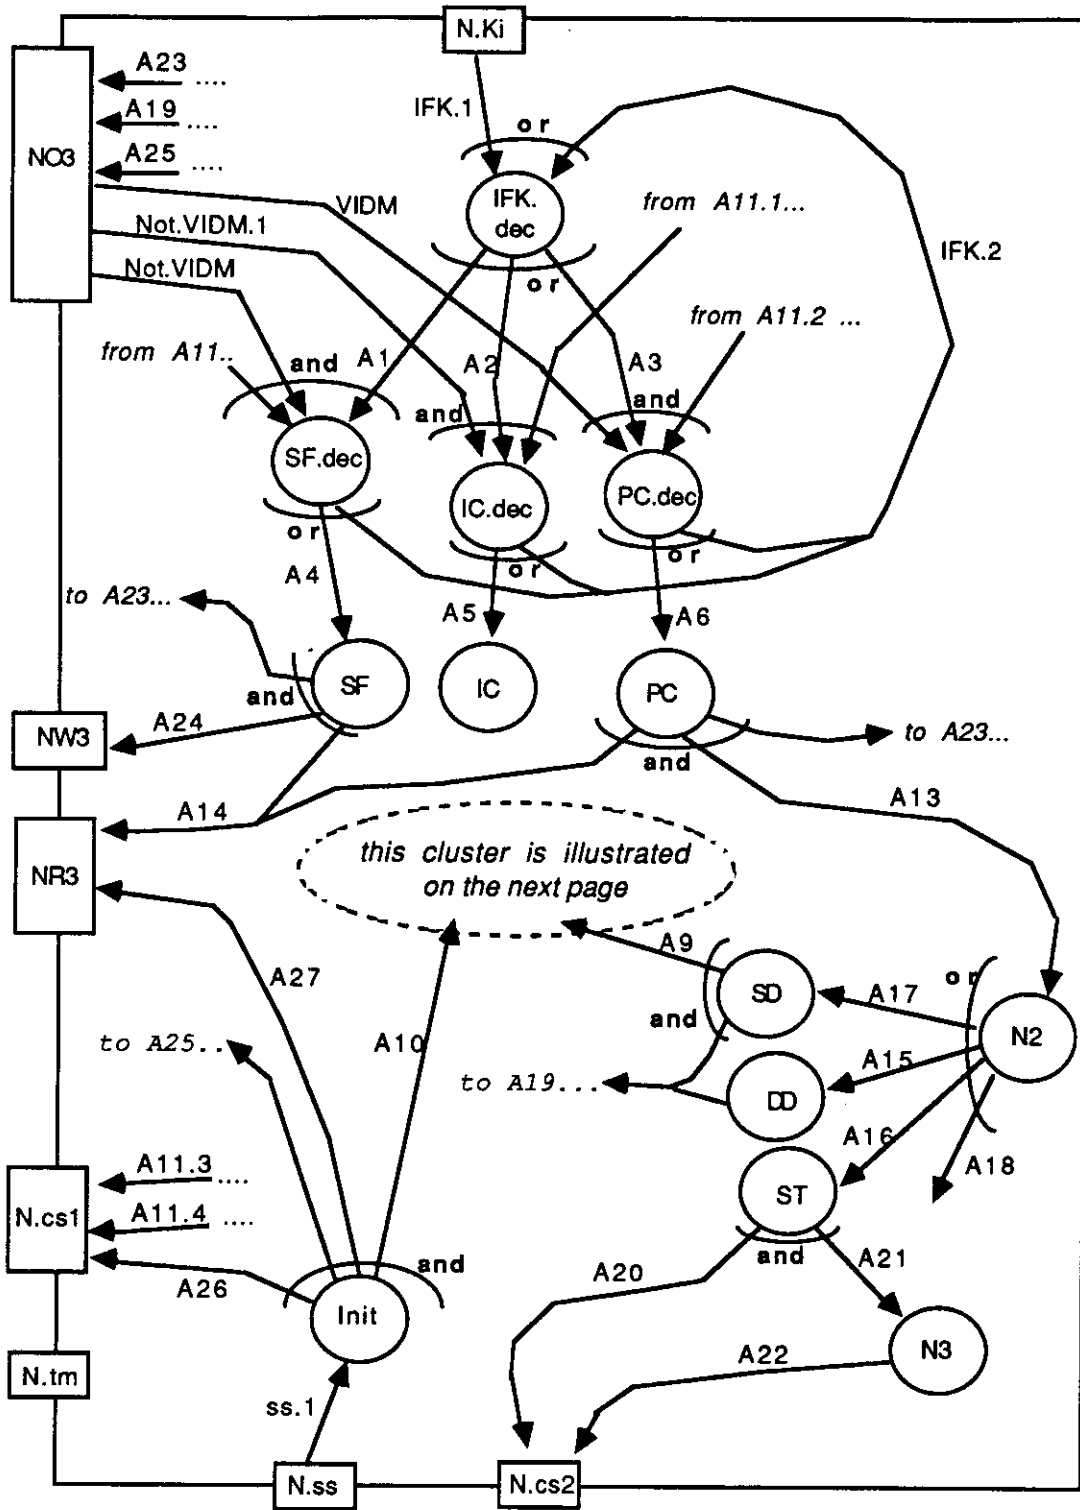 N.Ki
A23 ....
A19 ....
A25 ....
NO3
IFK.1
or
IFK.
dec
or
VIDM
Not.VIDM.1
Not.VIDM
from A11.1...
IFK.2
from A11.2 ...
from A11..
and
A1
A2
A3
and
and
SF.dec
IC.dec
PC.dec
or
or
or
A4
A5
A6
to A23...
SF
IC
PC
and
A24
NW3
to A23...
and
A14
A13
NR3
this cluster is illustrated
on the next page
A27
A10
A9
SD
and
A17
or
N2
to A25..
to A19...
A15
DD
A16
A18
ST
and
A11.3 ....
N.cs1
A11.4 ....
A26
and
Init
A20
A21
N3
A22
N.tm
ss.1
N.ss
N.cs2